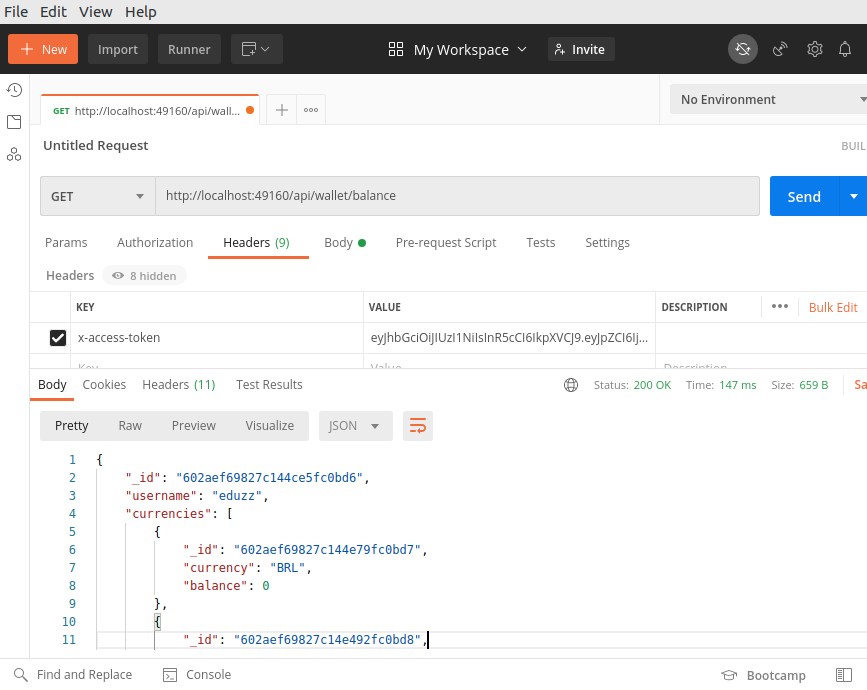 File Edit View Help
New Import Runner My Workspace Invite
GET http://localhost:49160/api/wall... No Environment
Untitled Request BUIL
GET http://localhost:49160/api/wallet/balance Send
Params Authorization Headers (9) Body Pre-request Script Tests Settings
Headers 8 hidden
KEY VALUE DESCRIPTION Bulk Edit
x-access-token eyJhbGciOiJIUzI1NiIsInR5cCI6IkpXVCJ9.eyJpZCI6Ij...
Key Value Description
Body Cookies Headers (11) Test Results Status: 200 OK Time: 147 ms Size: 659 B Sa
Pretty Raw Preview Visualize JSON
1 {
2 "_id": "602aef69827c144ce5fc0bd6",
3 "username": "eduzz",
4 "currencies": [
5 {
6 "_id": "602aef69827c144e79fc0bd7",
7 "currency": "BRL",
8 "balance": 0
9 },
10 {
11 "_id": "602aef69827c14e492fc0bd8",
Find and Replace Console Bootcamp